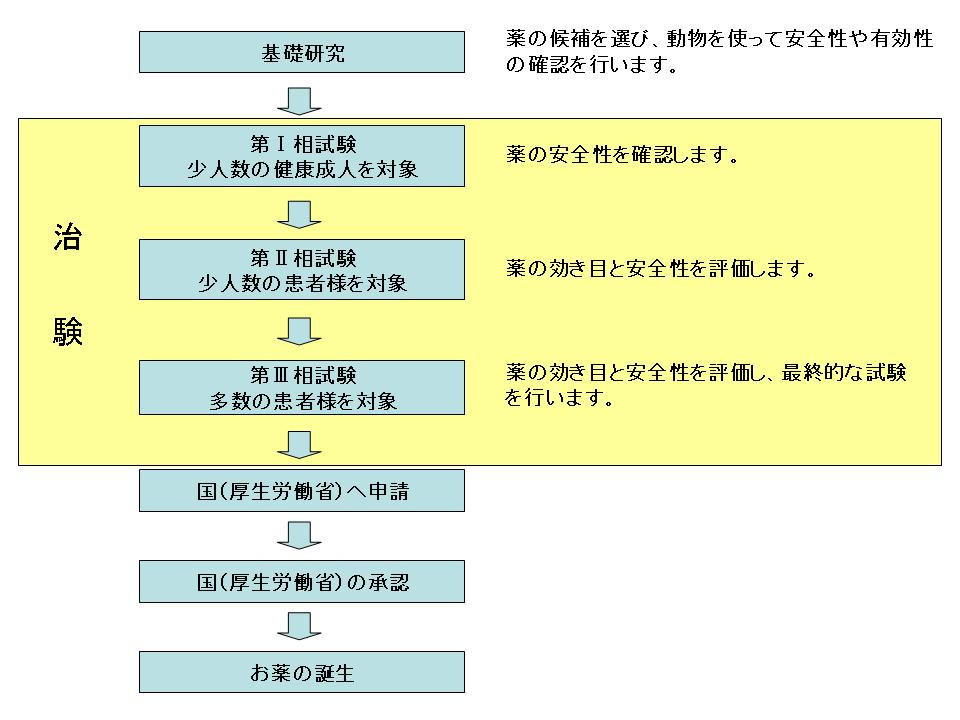 基礎研究
薬の候補を選び、動物を使って安全性や有効性
の確認を行います。
治
験
第Ⅰ相試験
少人数の健康成人を対象
薬の安全性を確認します。
第Ⅱ相試験
少人数の患者様を対象
薬の効き目と安全性を評価します。
第Ⅲ相試験
多数の患者様を対象
薬の効き目と安全性を評価し、最終的な試験
を行います。
国(厚生労働省)へ申請
国(厚生労働省)の承認
お薬の誕生